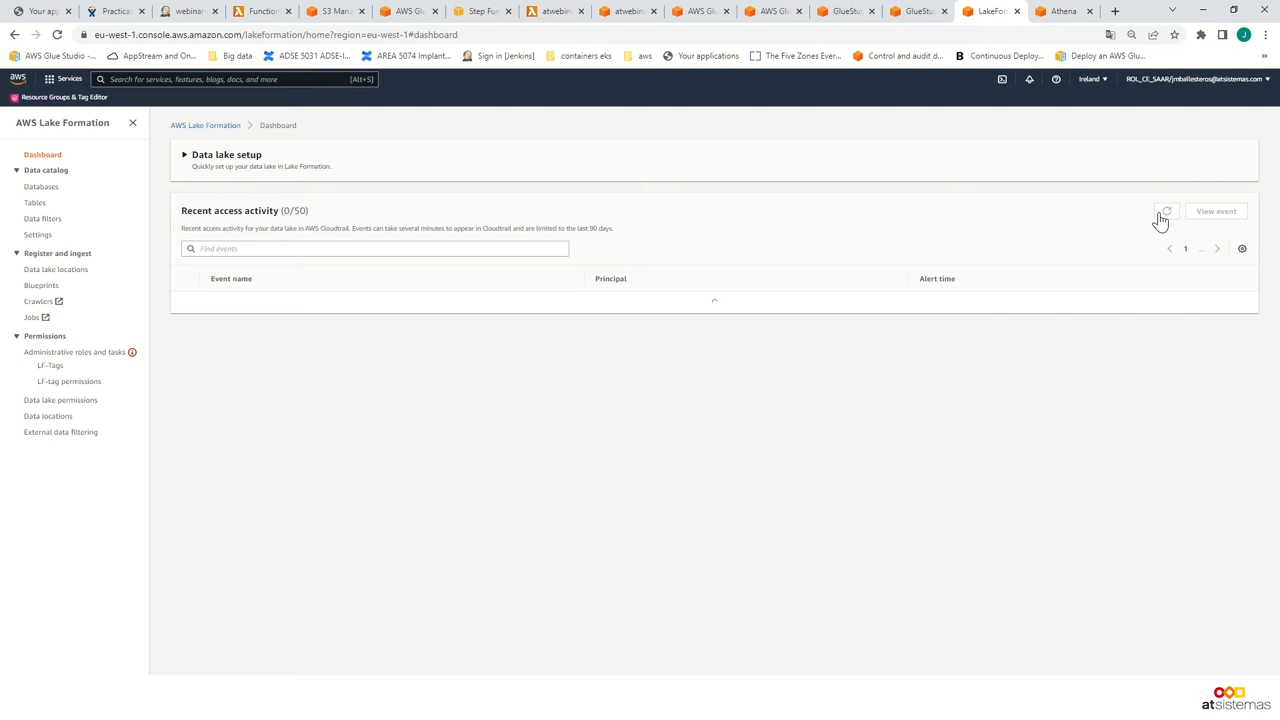 Your app
Practicas
webinar
Function
S3 Mana
AWS Glu
Step Fun
atwebin
atwebin
AWS Gl
AWS Gl
GlueStu
GlueStu
LakeForm
Athena
eu-west-1.console.aws.amazon.com/lakeformation/home?region=eu-west-1#dashboard
AWS Glue Studio -...
AppStream and On...
Big data
ADSE 5031 ADSE-I...
AREA 5074 Implant...
Sign in [Jenkins]
containers eks
aws
Your applications
The Five Zones Ever...
Control and audit d...
Continuous Deploy...
Deploy an AWS Glu...
aws
Services
Search for services, features, blogs, docs, and more
[Alt+S]
Ireland
ROL_CE_SAAR/jmballesteros@atsistemas.com
Resource Groups & Tag Editor
AWS Lake Formation
AWS Lake Formation > Dashboard
Dashboard
Data catalog
Databases
Tables
Data filters
Settings
Register and ingest
Data lake locations
Blueprints
Crawlers
Jobs
Permissions
Administrative roles and tasks
LF-Tags
LF-tag permissions
Data lake permissions
Data locations
External data filtering
Data lake setup
Quickly set up your data lake in Lake Formation.
Recent access activity (0/50)
View event
Recent access activity for your data lake in AWS Cloudtrail. Events can take several minutes to appear in Cloudtrail and are limited to the last 90 days.
Find events
1 ...
Event name
Principal
Alert time
atsistemas